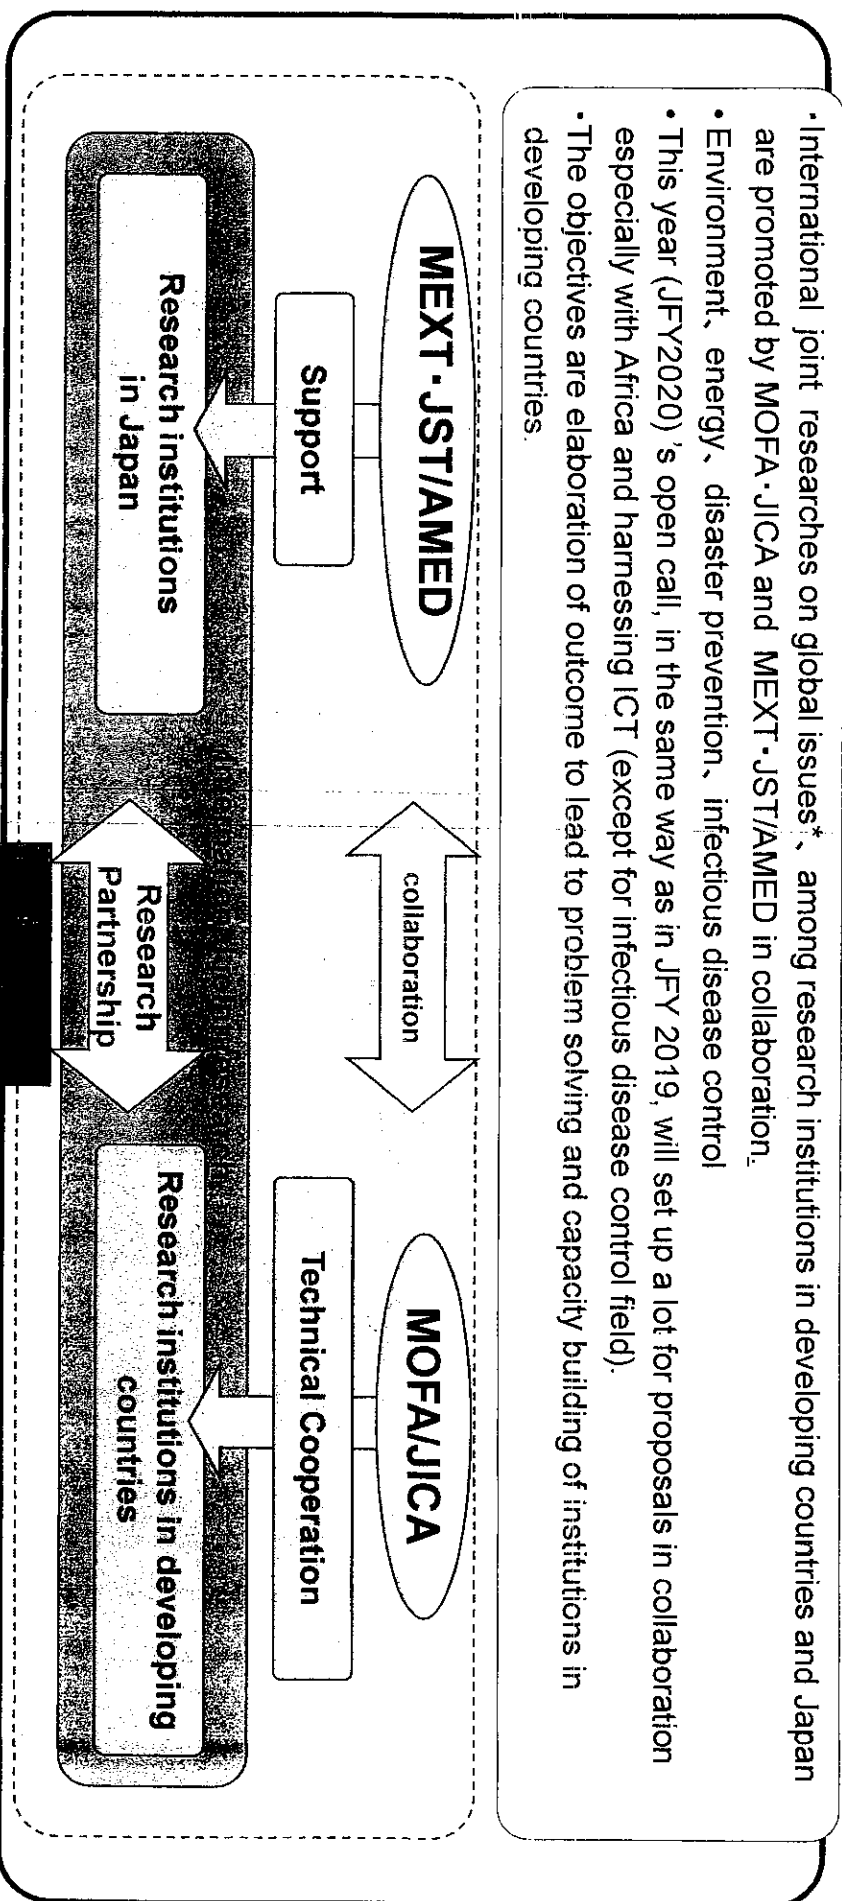 ・International joint researches on global issues*、among research institutions in developing countries and Japan
are promoted by MOFA・JICA and MEXT・JST/AMED in collaboration.
• Environment、energy、disaster prevention、infectious disease control
• This year (JFY2020)'s open call, in the same way as in JFY 2019, will set up a lot for proposals in collaboration
especially with Africa and harnessing ICT (except for infectious disease control field).
・The objectives are elaboration of outcome to lead to problem solving and capacity building of institutions in
developing countries.
MEXT・JST/AMED
collaboration
MOFA/JICA
Support
Technical Cooperation
Research institutions
in Japan
Research
Partnership
Research institutions in developing
countries